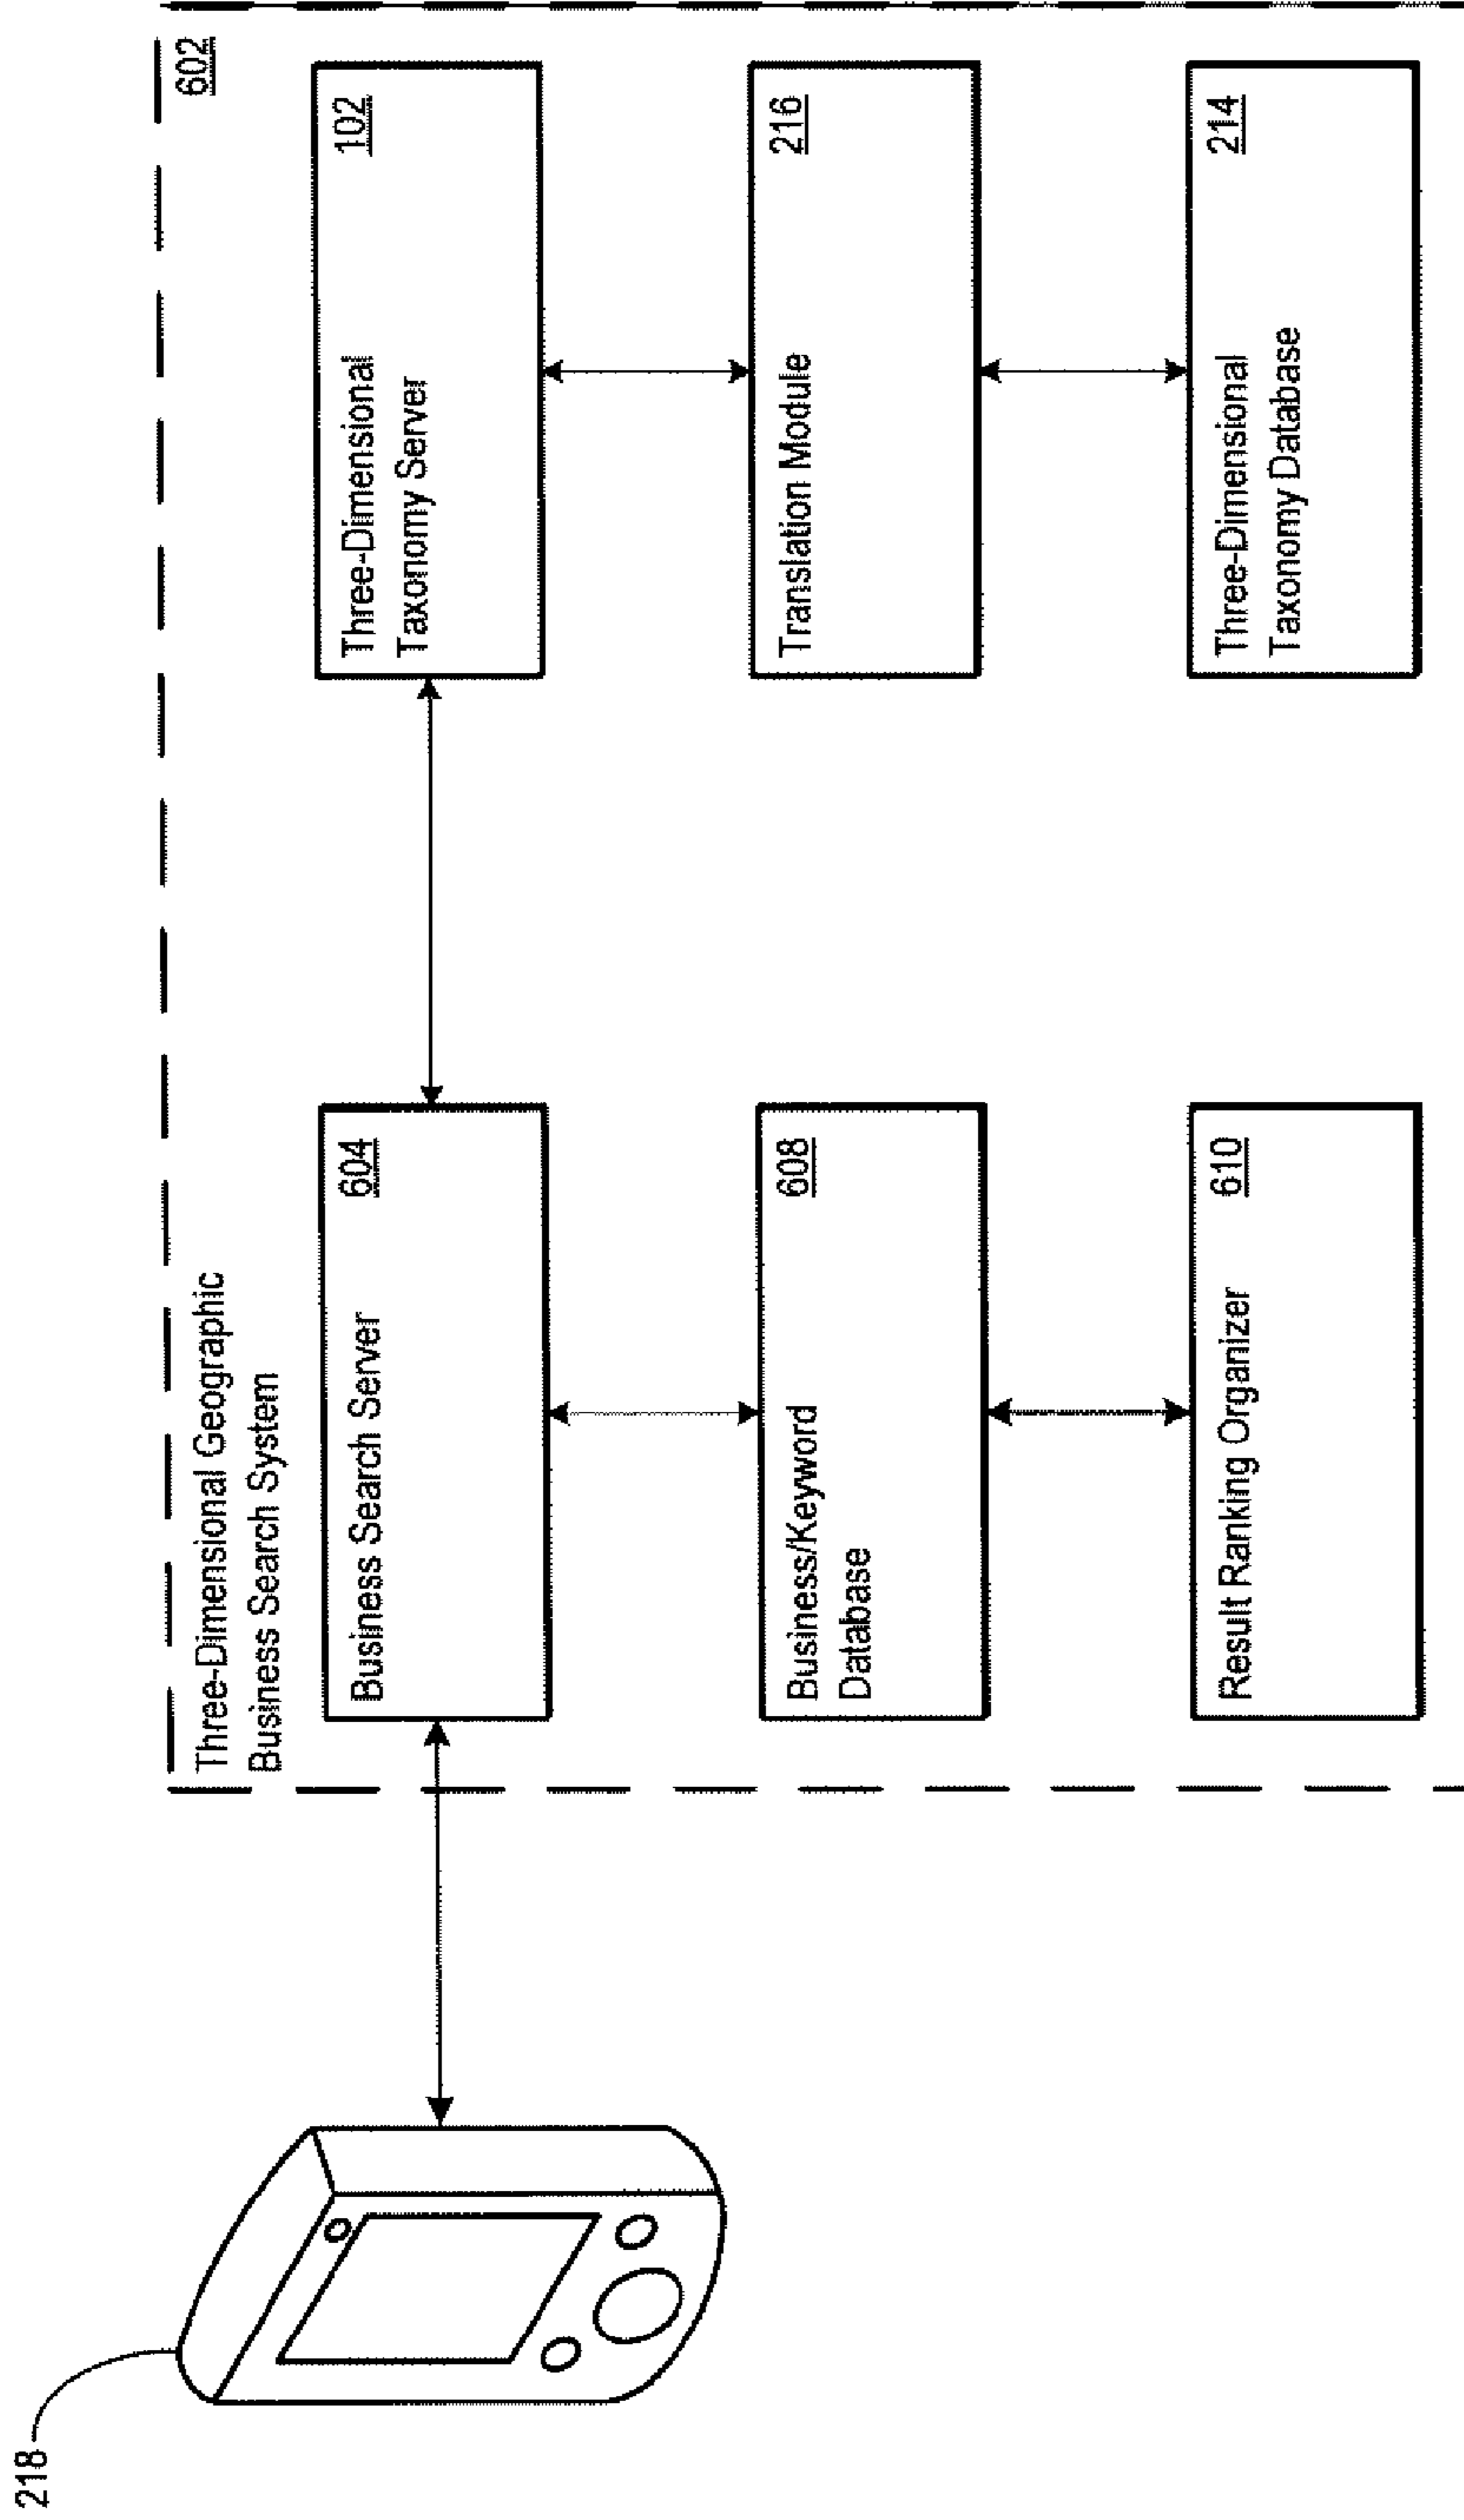 602
Three-Dimensional Geographic
Business Search System
Business Search Server
604
Three-Dimensional
Taxonomy Server
102
Business/Keyword
Database
608
Translation Module
216
Result Ranking Organizer
610
Three-Dimensional
Taxonomy Database
214
218